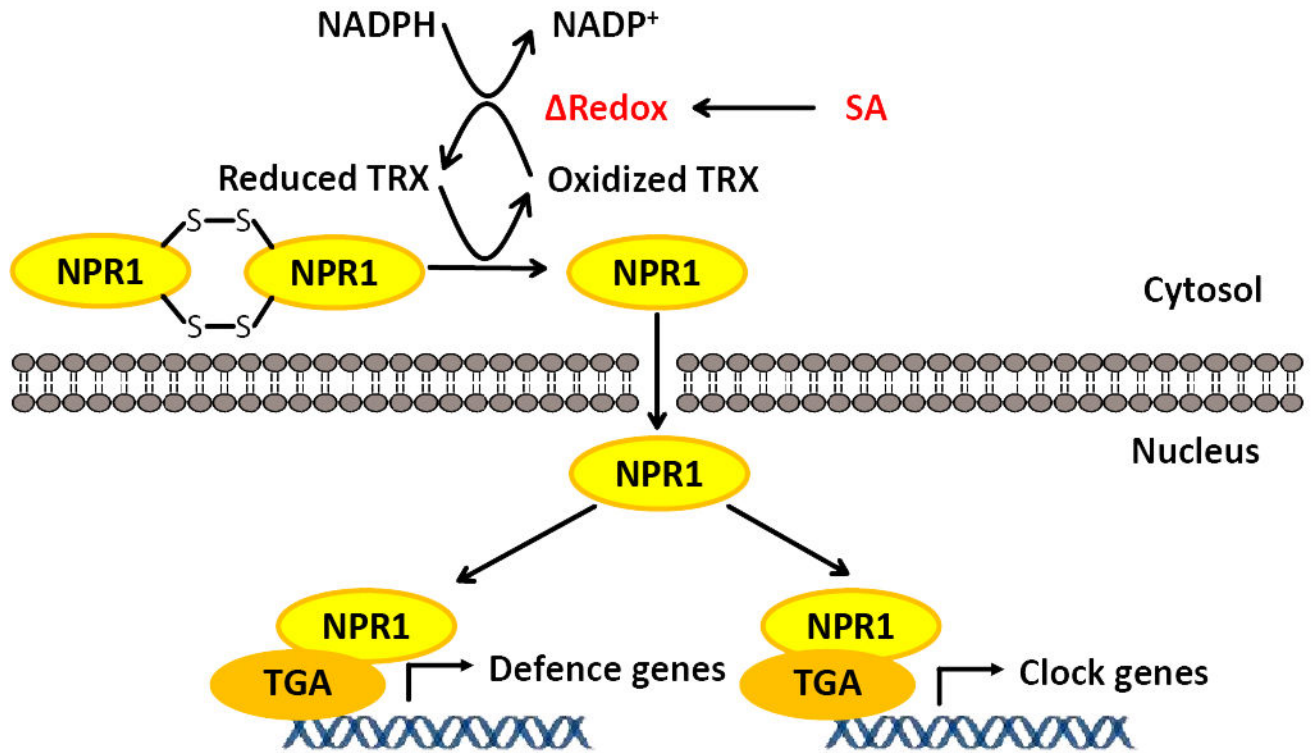 NADPH NADP⁺
ΔRedox SA
Reduced TRX Oxidized TRX
S S
NPR1 NPR1 NPR1
S S
Cytosol
Nucleus
NPR1
NPR1 NPR1
TGA Defence genes TGA Clock genes